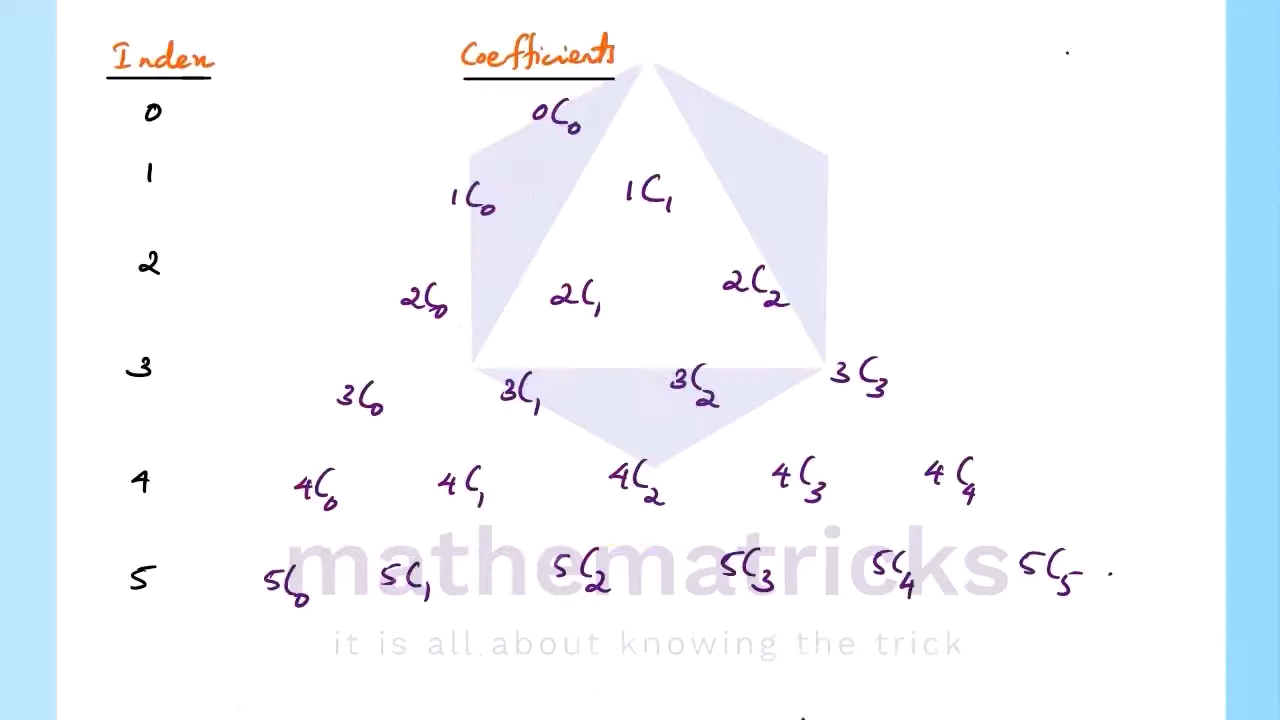 Index Coefficients
0 0C0
1 1C0 1C1
2 2C0 2C1 2C2
3 3C0 3C1 3C2 3C3
4 4C0 4C1 4C2 4C3 4C4
5 5C0 5C1 5C2 5C3 5C4 5C5
mathematricks
it is all about knowing the trick